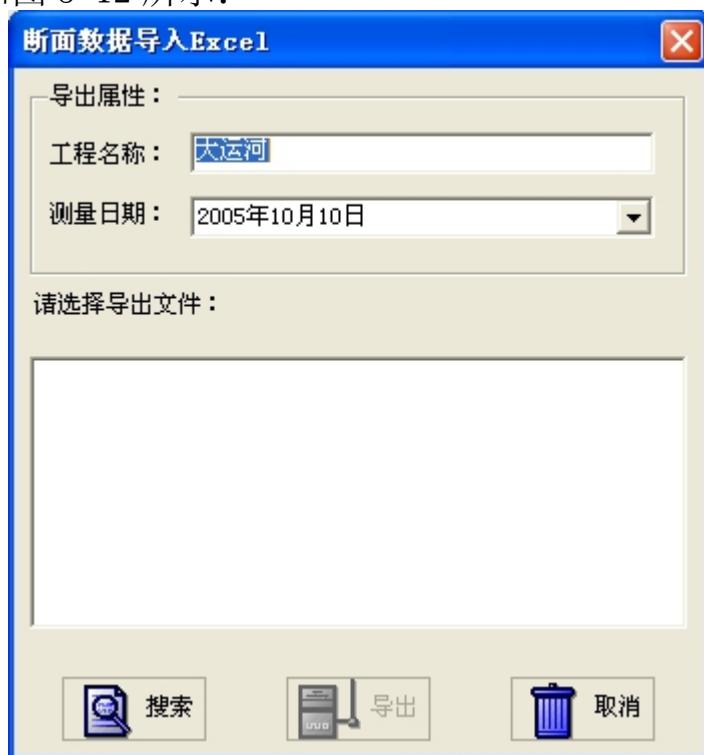 图 3-12 所示:
断面数据导入Excel
导出属性：
工程名称： 大运河
测量日期： 2005年10月10日
请选择导出文件：
搜索 导出 取消